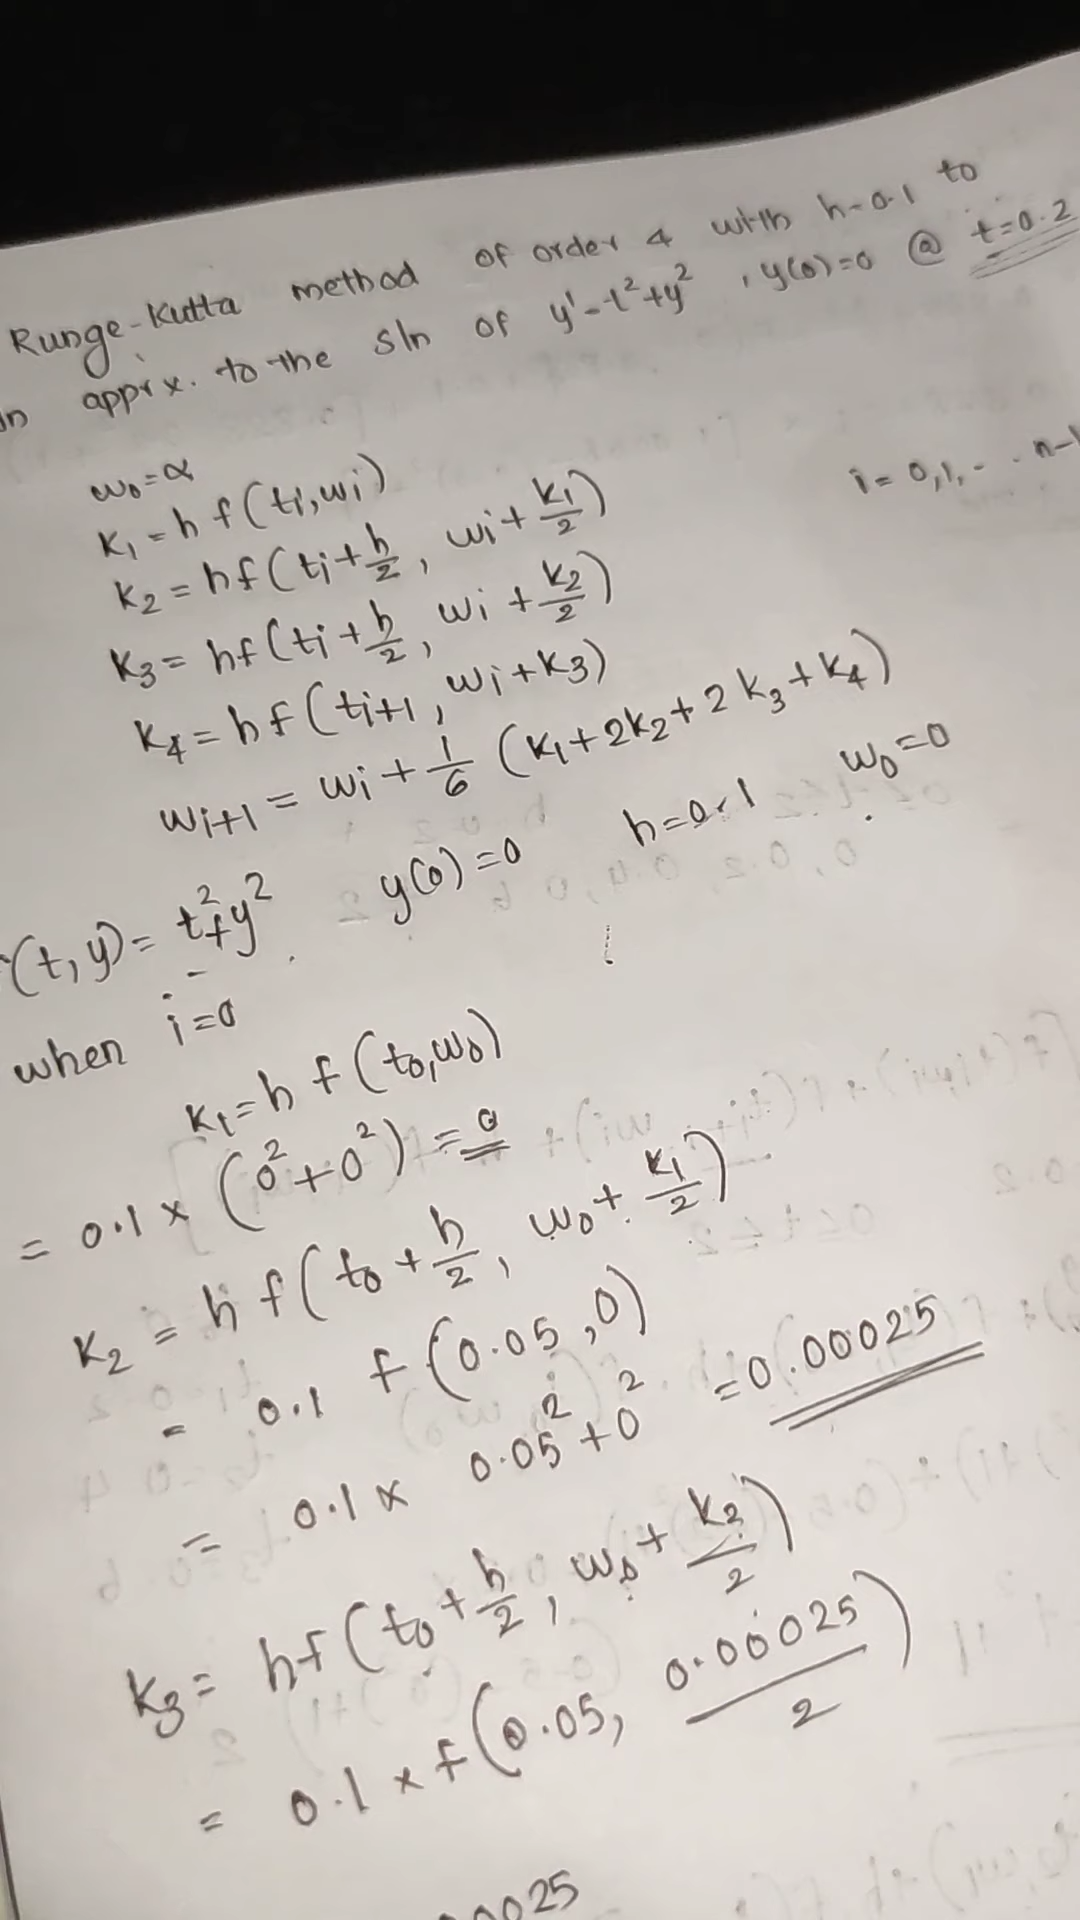 Runge-Kutta method of order 4 with h=0.1 to
apprx. to the sln of y'=t²+y², y(0)=0 @ t=0.2
w₀=α
K₁=hf(ti,wi) i=0,1,-..n-1
K₂=hf(ti+h/2, wi+K₁/2)
K₃=hf(ti+h/2, wi+K₂/2)
K₄=hf(ti+1, wi+K₃)
wi+1 = wi+1/6 (K₁+2K₂+2K₃+K₄)
(t,y)= t²+y² y(0)=0 h=0.1 w₀=0
when i=0
K₁=hf(t₀,w₀)
= 0.1×(0²+0²)=0
K₂ = hf(t₀+h/2, w₀+K₁/2)
= 0.1 f(0.05,0)
= 0.1× 0.05²+0² =0.00025
K₃= hf(t₀+h/2, w₀+K₂/2)
= 0.1×f(0.05, 0.00025/2)
00025